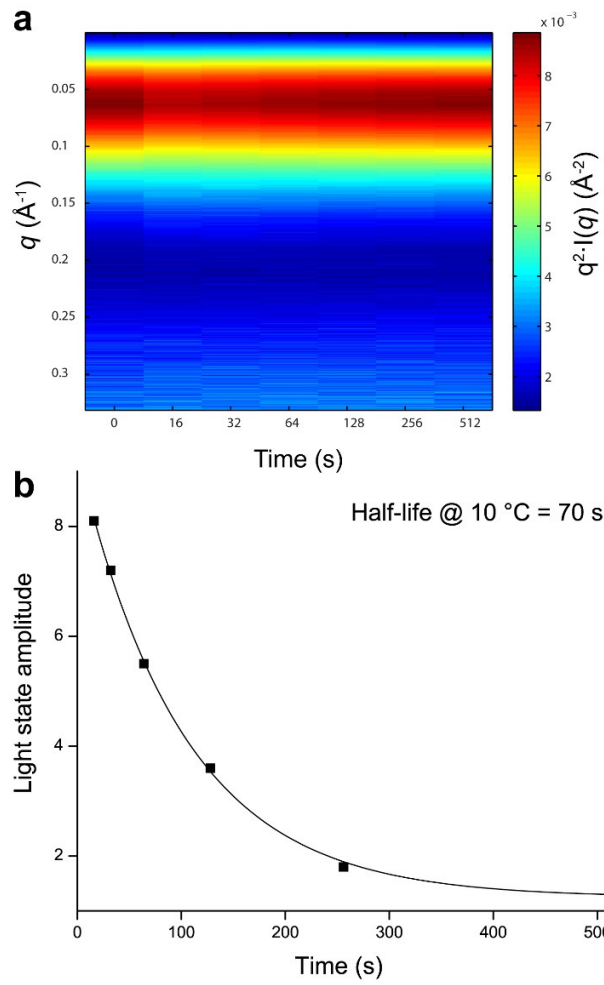 a
x 10⁻³
0.05
0.1
0.15
0.2
0.25
0.3
q (Å⁻¹)
0 16 32 64 128 256 512
Time (s)
8
7
6
5
4
3
2
q²·I(q) (Å⁻²)
b
Half-life @ 10 °C = 70 s
8
6
4
2
Light state amplitude
0 100 200 300 400 50
Time (s)